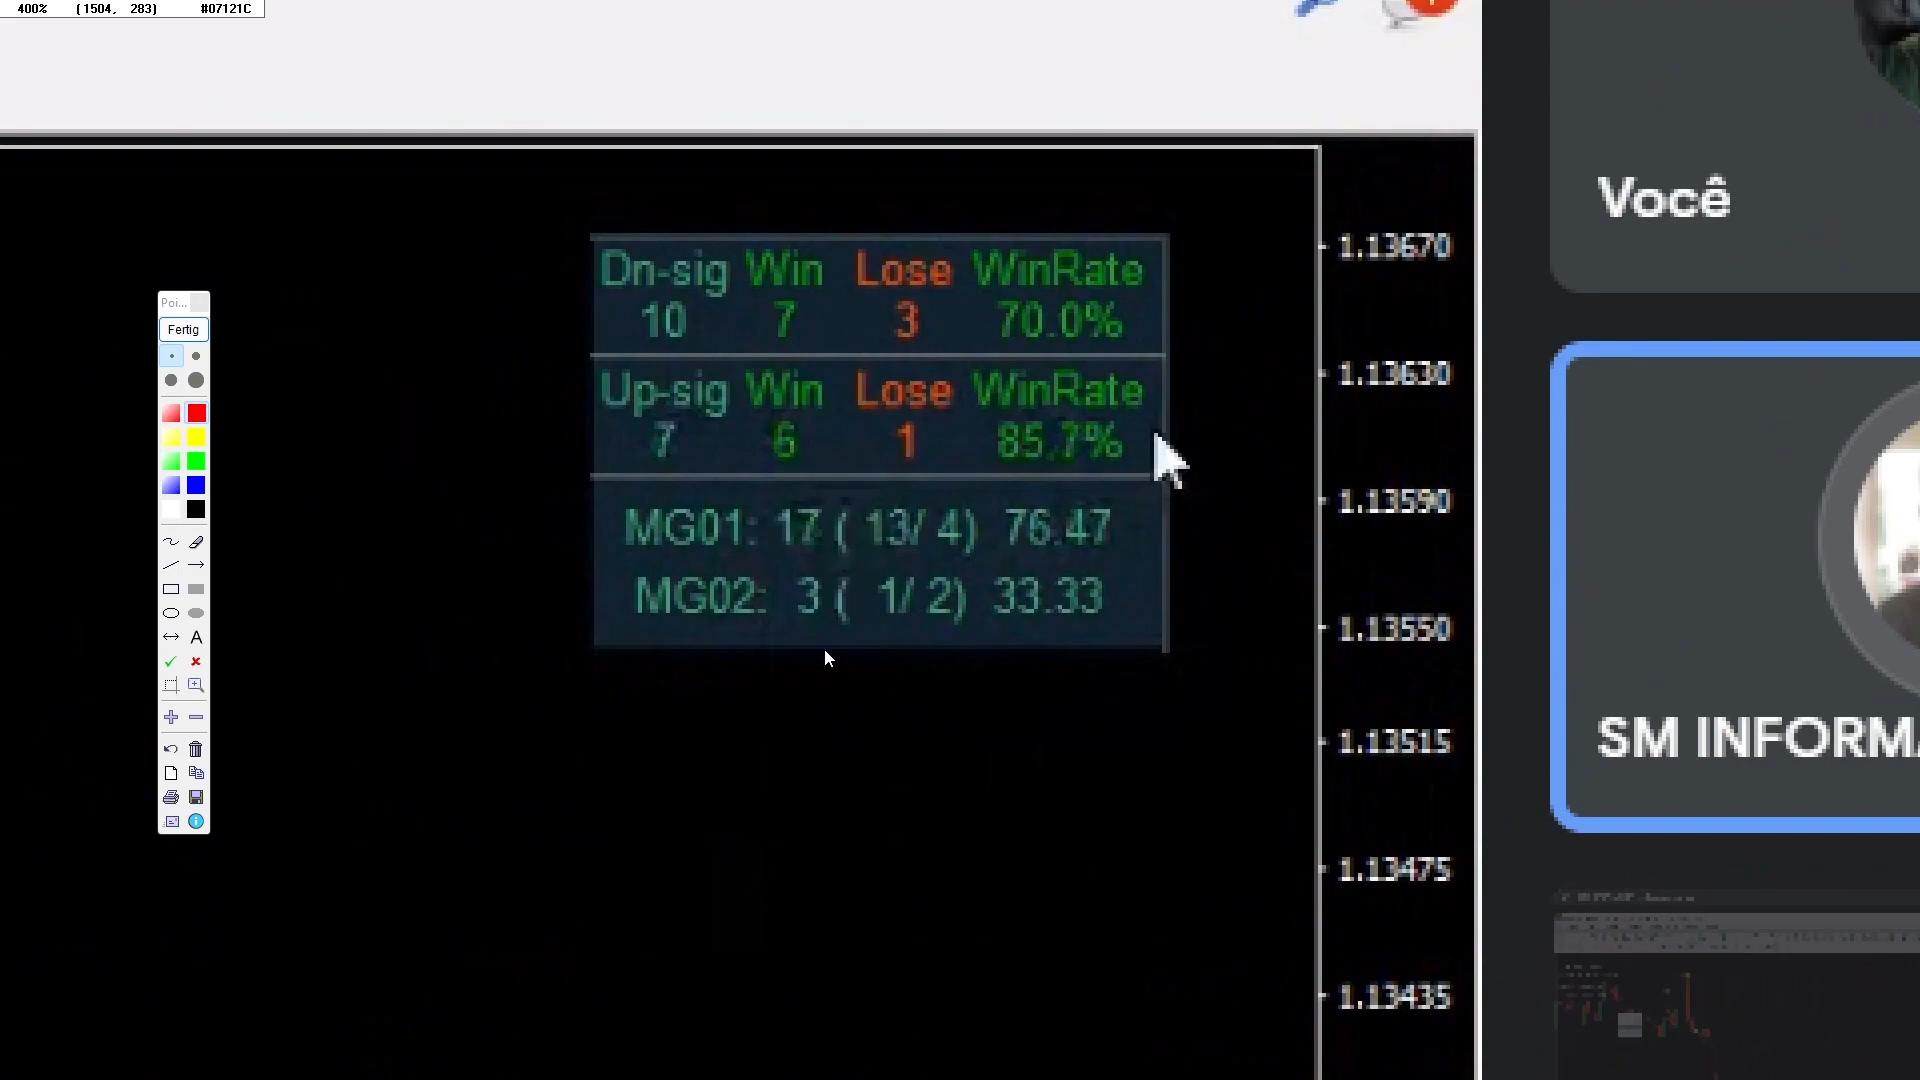 400% (1504, 283) #07121C
Você
Dn-sig Win Lose WinRate
10 7 3 70.0%
Up-sig Win Lose WinRate
7 6 1 85.7%
MG01: 17 ( 13/ 4) 76.47
MG02: 3 ( 1/ 2) 33.33
1.13670
1.13630
1.13590
1.13550
1.13515
1.13475
1.13435
Poi...
Fertig
A
SM INFORMA